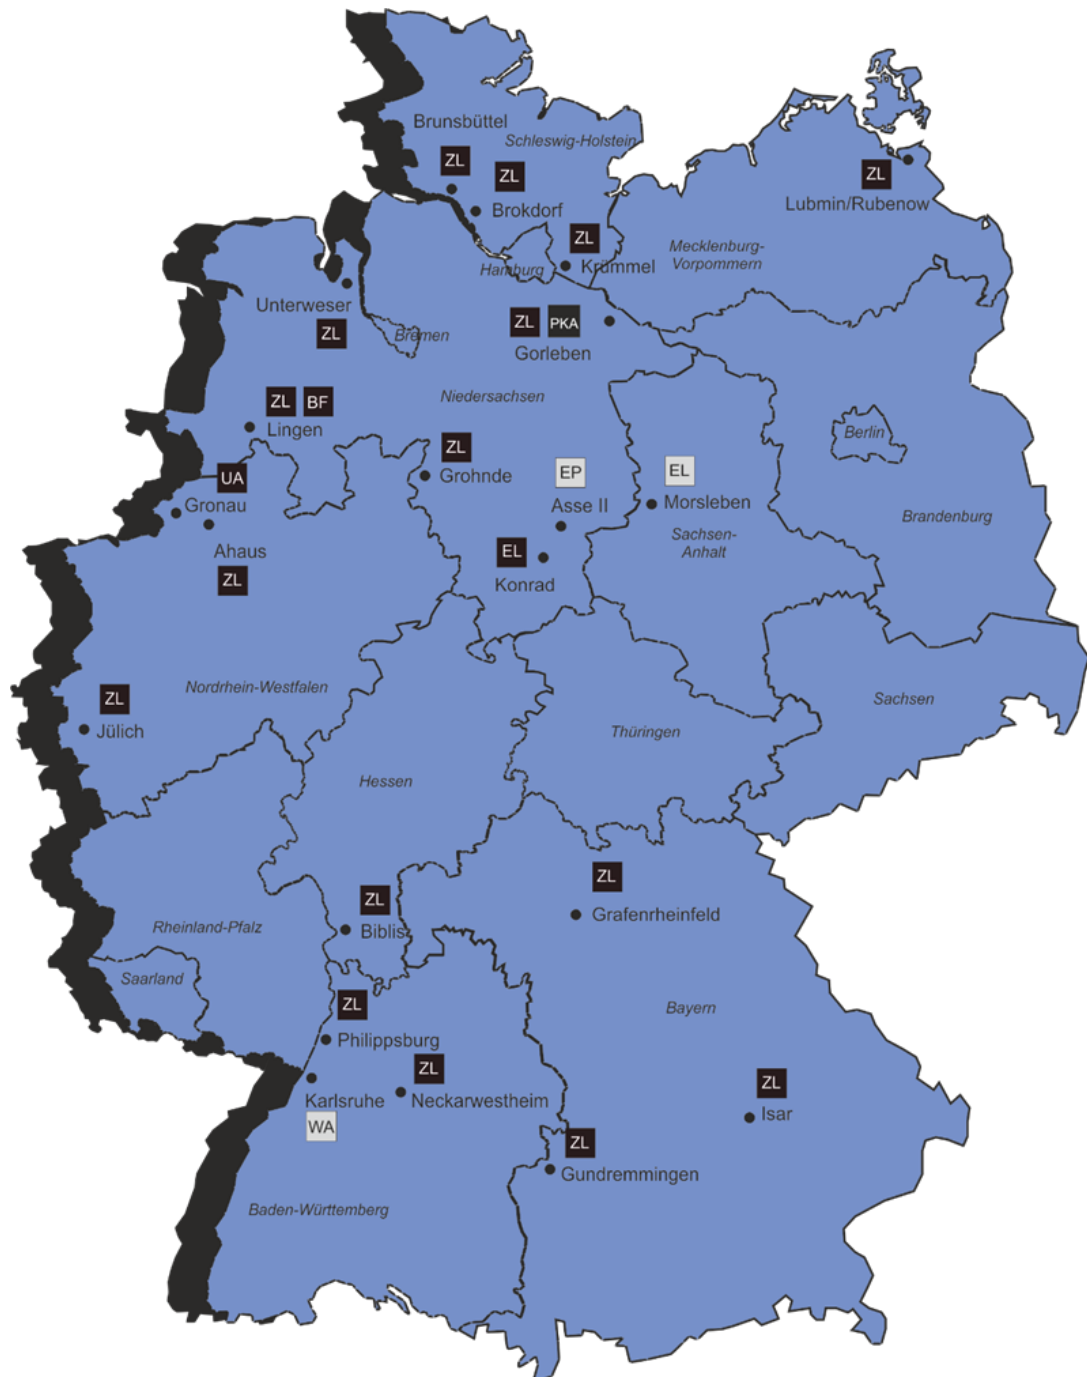 Brunsbüttel
Schleswig-Holstein
ZL
ZL
ZL
Brokdorf
Lubmin/Rubenow
ZL
Krümmel
Hamburg
Mecklenburg-
Vorpommern
Unterweser
ZL
Bremen
ZL
PKA
Gorleben
Niedersachsen
ZL
BF
Lingen
Berlin
ZL
Grohnde
UA
Gronau
EP
Asse II
EL
Morsleben
Brandenburg
Ahaus
ZL
EL
Konrad
Sachsen-
Anhalt
Nordrhein-Westfalen
ZL
Jülich
Sachsen
Thüringen
Hessen
ZL
Grafenrheinfeld
ZL
Biblis
Rheinland-Pfalz
Saarland
ZL
Philippsburg
Bayern
ZL
Karlsruhe
Neckarwestheim
WA
ZL
Isar
ZL
Gundremmingen
Baden-Württemberg